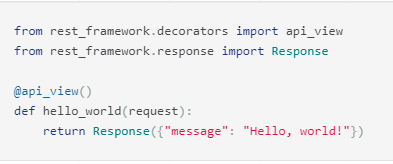 from rest_framework.decorators import api_view
from rest_framework.response import Response

@api_view()
def hello_world(request):
    return Response({"message": "Hello, world!"})